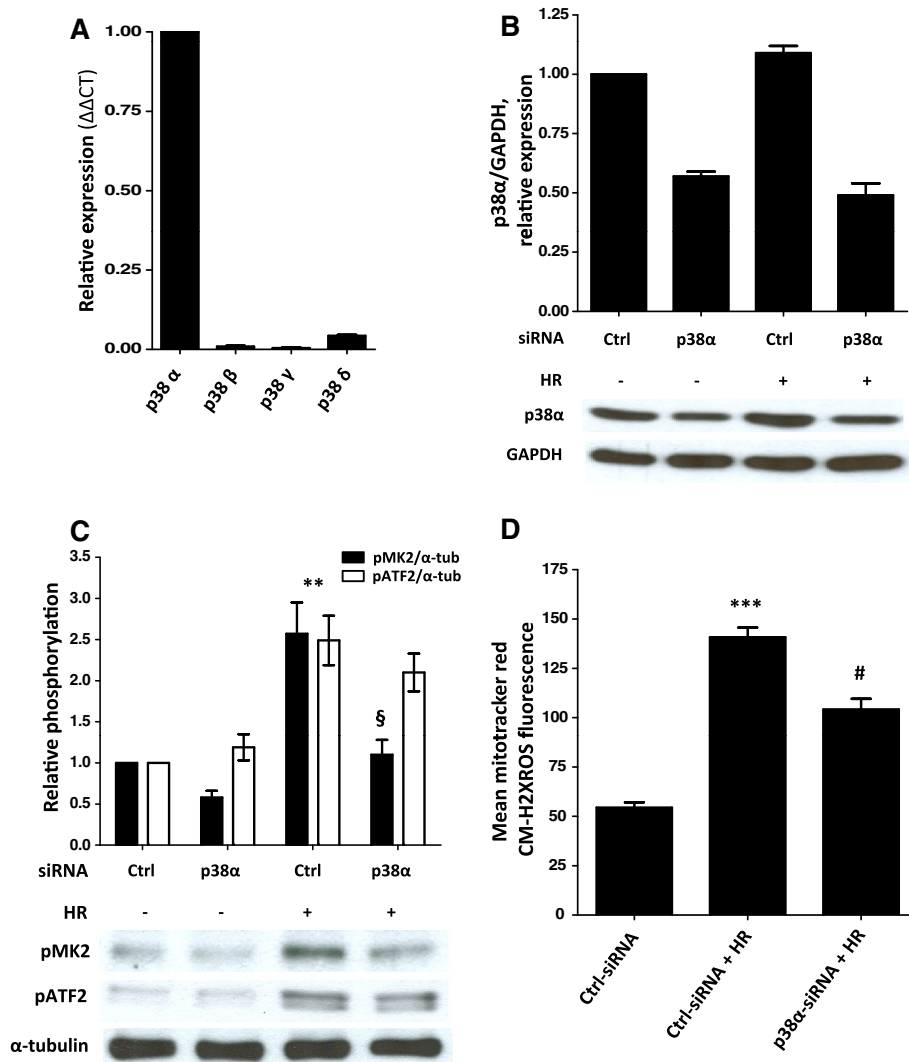 A
Relative expression (ΔΔCT)
1.00
0.75
0.50
0.25
0.00
p38 α
p38 β
p38 γ
p38 δ
B
p38α/GAPDH,
relative expression
1.25
1.00
0.75
0.50
0.25
0.00
siRNA Ctrl p38α Ctrl p38α
HR - - + +
p38α
GAPDH
C
pMK2/α-tub
pATF2/α-tub
Relative phosphorylation
3.5
3.0
2.5
2.0
1.5
1.0
0.5
0.0
**
§
siRNA Ctrl p38α Ctrl p38α
HR - - + +
pMK2
pATF2
α-tubulin
D
Mean mitotracker red
CM-H2XROS fluorescence
175
150
125
100
75
50
25
0
***
#
Ctrl-siRNA
Ctrl-siRNA + HR
p38α-siRNA + HR